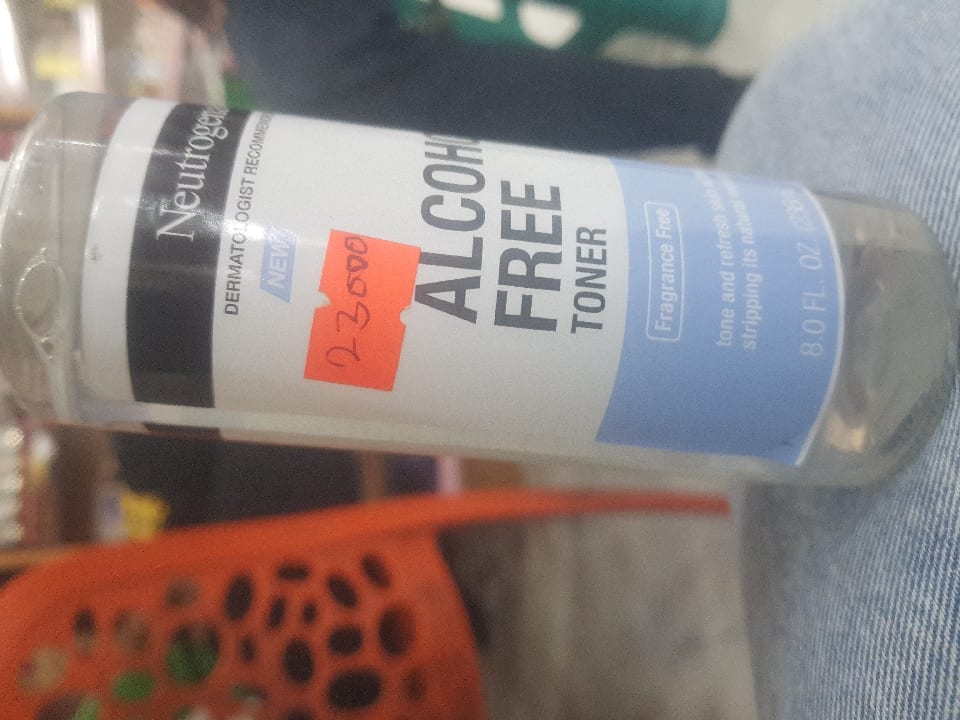 Neutrogena
DERMATOLOGIST RECOMMENDED
NEW
23000
ALCOHOL
FREE
TONER
Fragrance Free
tone and refresh skin
stripping its natural
8.0 FL. OZ